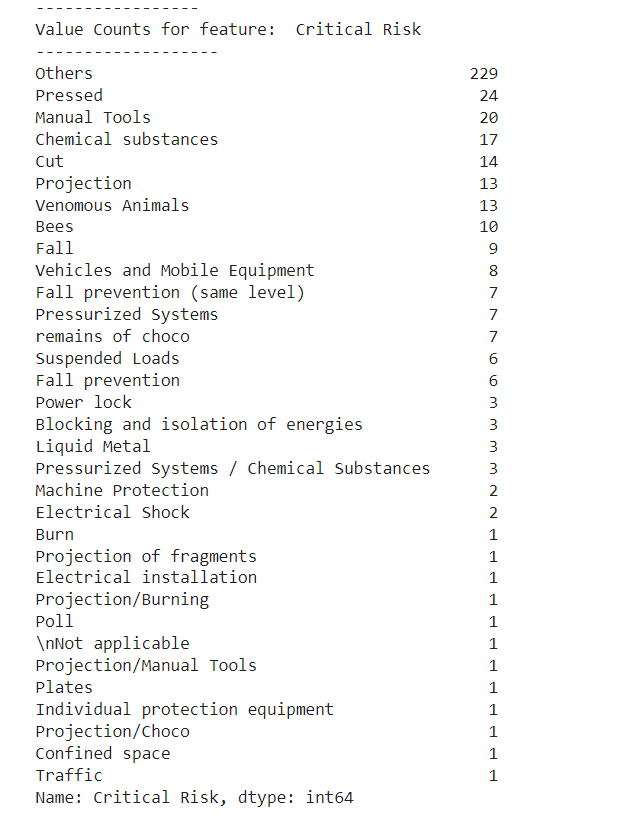 -----------------
Value Counts for feature:  Critical Risk
-------------------
Others 229
Pressed 24
Manual Tools 20
Chemical substances 17
Cut 14
Projection 13
Venomous Animals 13
Bees 10
Fall 9
Vehicles and Mobile Equipment 8
Fall prevention (same level) 7
Pressurized Systems 7
remains of choco 7
Suspended Loads 6
Fall prevention 6
Power lock 3
Blocking and isolation of energies 3
Liquid Metal 3
Pressurized Systems / Chemical Substances 3
Machine Protection 2
Electrical Shock 2
Burn 1
Projection of fragments 1
Electrical installation 1
Projection/Burning 1
Poll 1
\nNot applicable 1
Projection/Manual Tools 1
Plates 1
Individual protection equipment 1
Projection/Choco 1
Confined space 1
Traffic 1
Name: Critical Risk, dtype: int64